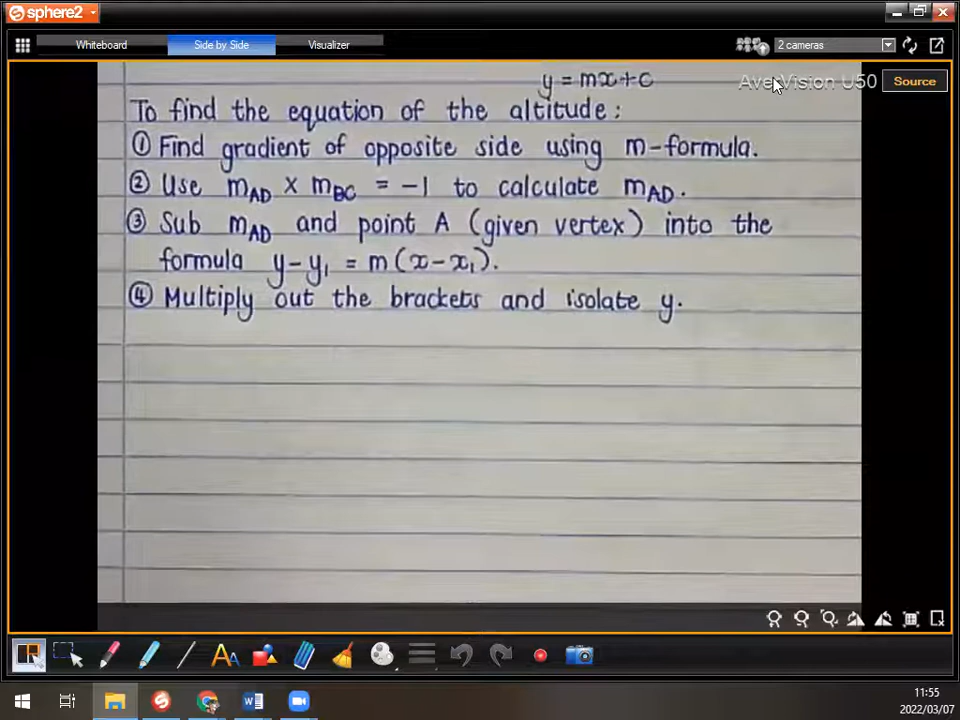 sphere2
Whiteboard
Side by Side
Visualizer
2 cameras
AverVision U50
Source
y = mx + c
To find the equation of the altitude :
① Find gradient of opposite side using m-formula.
② Use mAD × mBC = -1 to calculate mAD.
③ Sub mAD and point A (given vertex) into the
formula y - y₁ = m (x - x₁).
④ Multiply out the brackets and isolate y.
11:55
2022/03/07